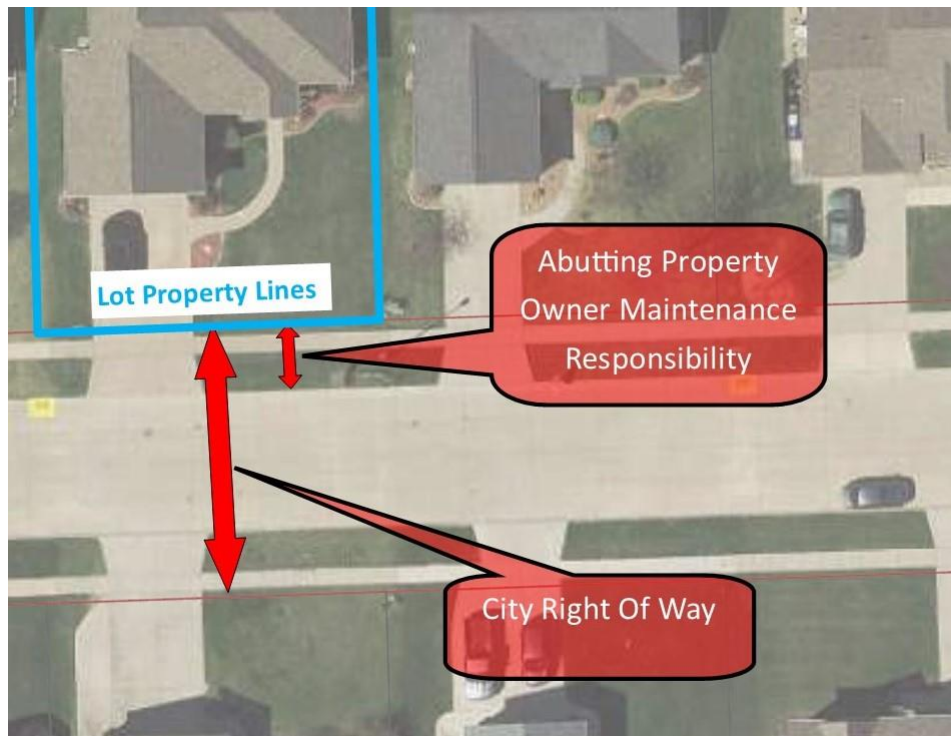 Lot Property Lines
Abutting Property
Owner Maintenance
Responsibility
City Right Of Way